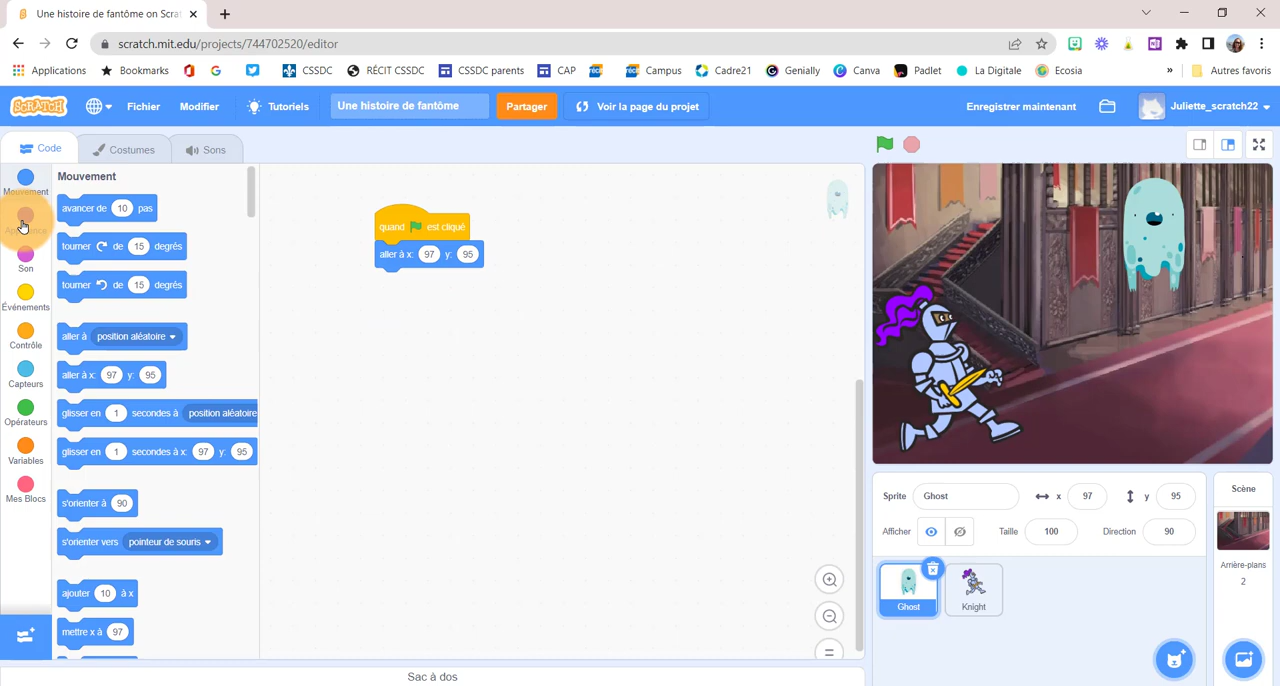 Une histoire de fantôme on Scra
scratch.mit.edu/projects/744702520/editor
Applications
Bookmarks
CSSDC
RÉCIT CSSDC
CSSDC parents
CAP
Campus
Cadre21
Genially
Canva
Padlet
La Digitale
Ecosia
»
Autres favoris
SCRATCH
Fichier
Modifier
Tutoriels
Une histoire de fantôme
Partager
Voir la page du projet
Enregistrer maintenant
Juliette_scratch22
Code
Costumes
Sons
Mouvement
Apparence
Son
Événements
Contrôle
Capteurs
Opérateurs
Variables
Mes Blocs
Mouvement
avancer de 10 pas
tourner de 15 degrés
tourner de 15 degrés
aller à position aléatoire
aller à x: 97 y: 95
glisser en 1 secondes à position aléatoire
glisser en 1 secondes à x: 97 y: 95
s'orienter à 90
s'orienter vers pointeur de souris
ajouter 10 à x
mettre x à 97
quand est cliqué
aller à x: 97 y: 95
Sac à dos
Sprite Ghost x 97 y 95
Afficher Taille 100 Direction 90
Ghost
Knight
Scène
Arrière-plans
2